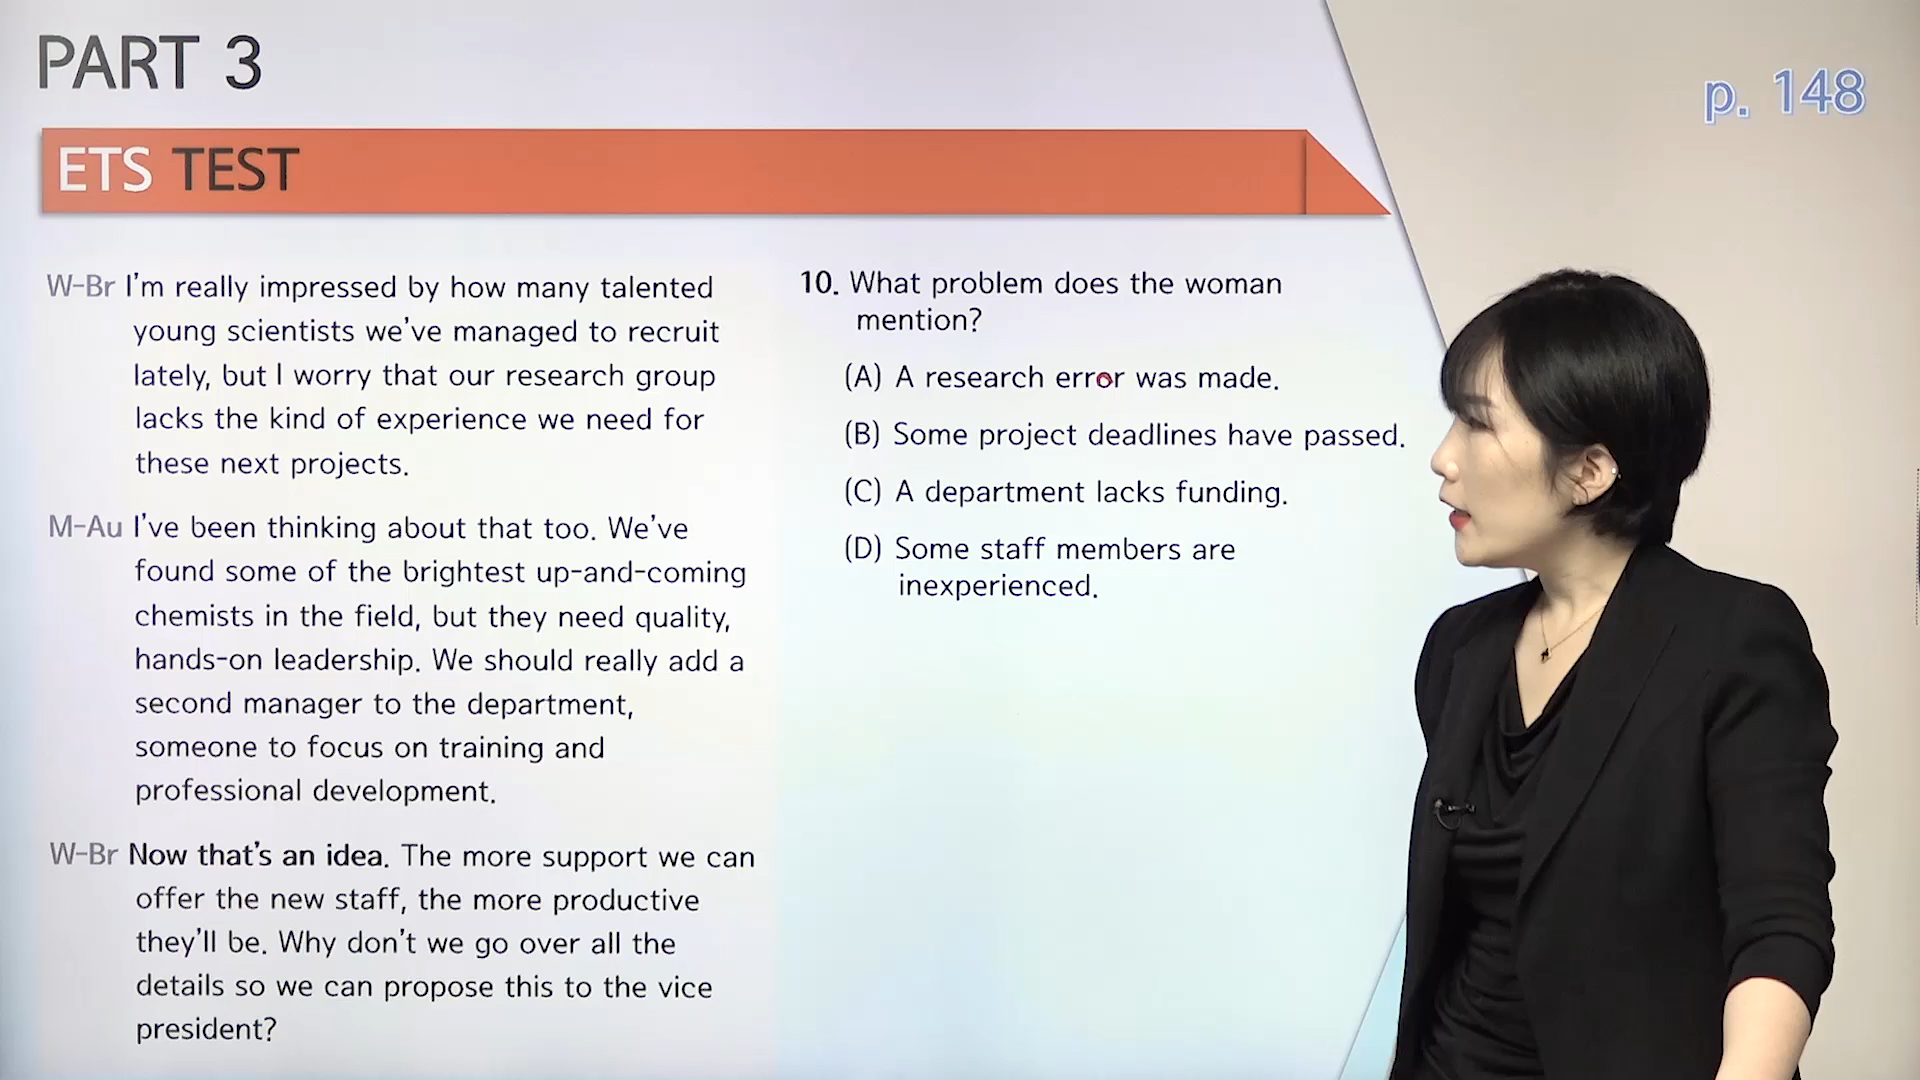 PART 3
p. 148
ETS TEST
W-Br I'm really impressed by how many talented
young scientists we've managed to recruit
lately, but I worry that our research group
lacks the kind of experience we need for
these next projects.
M-Au I've been thinking about that too. We've
found some of the brightest up-and-coming
chemists in the field, but they need quality,
hands-on leadership. We should really add a
second manager to the department,
someone to focus on training and
professional development.
W-Br Now that's an idea. The more support we can
offer the new staff, the more productive
they'll be. Why don't we go over all the
details so we can propose this to the vice
president?
10. What problem does the woman
mention?
(A) A research error was made.
(B) Some project deadlines have passed.
(C) A department lacks funding.
(D) Some staff members are
inexperienced.